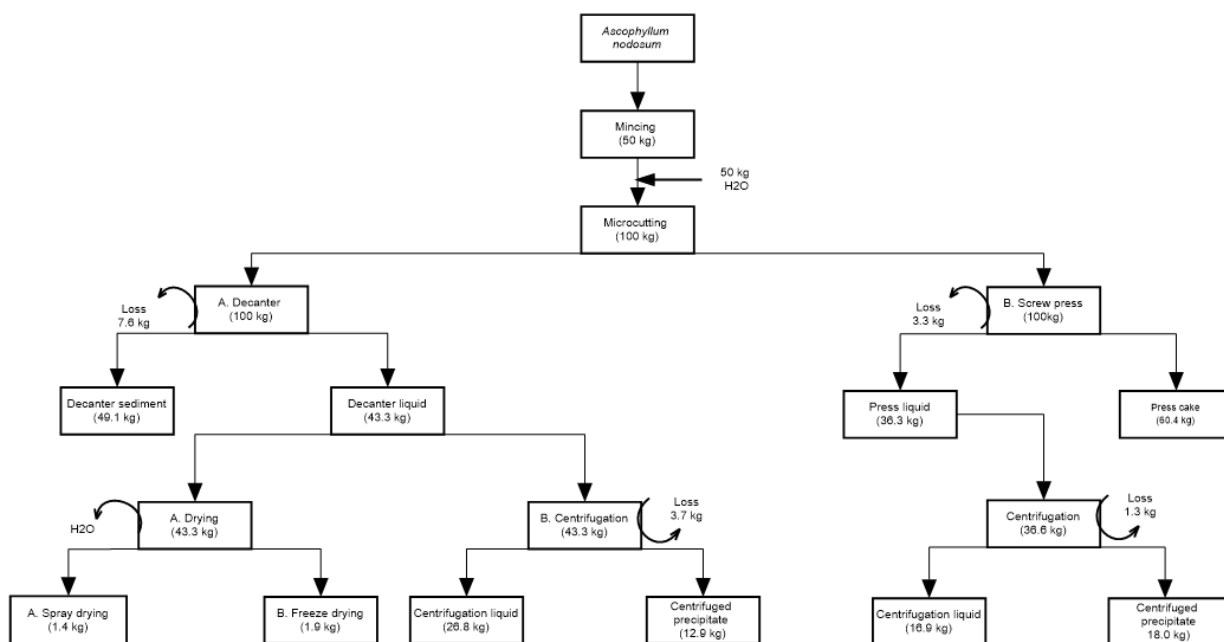 Ascophyllum
nodosum
Mincing
(50 kg)
50 kg
H2O
Microcutting
(100 kg)
Loss
7.6 kg
A. Decanter
(100 kg)
Loss
3.3 kg
B. Screw press
(100kg)
Decanter sediment
(49.1 kg)
Decanter liquid
(43.3 kg)
Press liquid
(36.3 kg)
Press cake
(60.4 kg)
H2O
A. Drying
(43.3 kg)
B. Centrifugation
(43.3 kg)
Loss
3.7 kg
Centrifugation
(36.6 kg)
Loss
1.3 kg
A. Spray drying
(1.4 kg)
B. Freeze drying
(1.9 kg)
Centrifugation liquid
(26.8 kg)
Centrifuged
precipitate
(12.9 kg)
Centrifugation liquid
(16.9 kg)
Centrifuged
precipitate
18.0 kg)